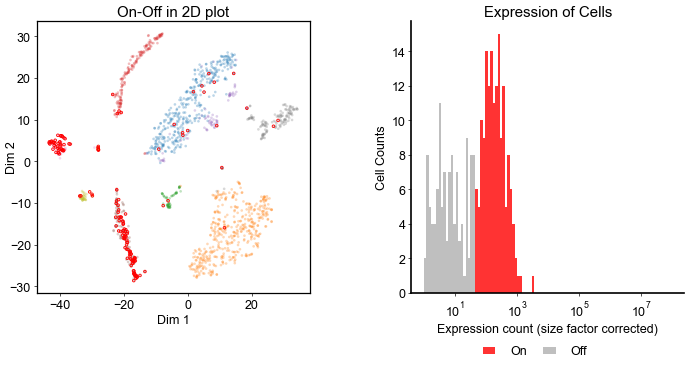 On-Off in 2D plot
30
20
10
0
−10
−20
−30
Dim 2
−40
−20
0
20
Dim 1
Expression of Cells
14
12
10
8
6
4
2
0
Cell Counts
10^1
10^3
10^5
10^7
Expression count (size factor corrected)
On
Off